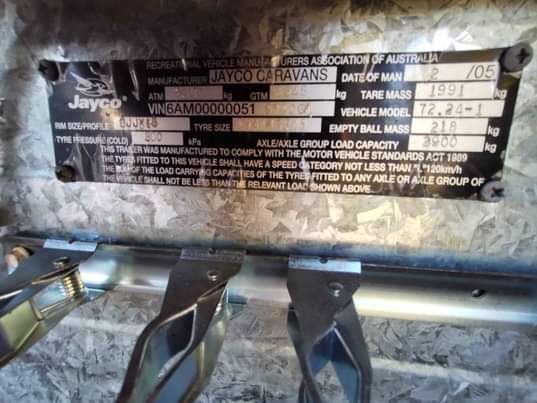 RECREATIONAL VEHICLE MANUFACTURERS ASSOCIATION OF AUSTRALIA
Jayco
MANUFACTURER JAYCO CARAVANS DATE OF MAN 2 /05
ATM kg GTM kg TARE MASS 1991 kg
VIN 6AM00000051 VEHICLE MODEL 72.24-1
RIM SIZE/PROFILE TYRE SIZE EMPTY BALL MASS 218 kg
TYRE PRESSURE (COLD) kPa AXLE/AXLE GROUP LOAD CAPACITY kg
THIS TRAILER WAS MANUFACTURED TO COMPLY WITH THE MOTOR VEHICLE STANDARDS ACT 1989
THE TYRES FITTED TO THIS VEHICLE SHALL HAVE A SPEED CATEGORY NOT LESS THAN "L"120km/h
THE SUM OF THE LOAD CARRYING CAPACITIES OF THE TYRES FITTED TO ANY AXLE OR AXLE GROUP OF
THE VEHICLE SHALL NOT BE LESS THAN THE RELEVANT LOAD SHOWN ABOVE